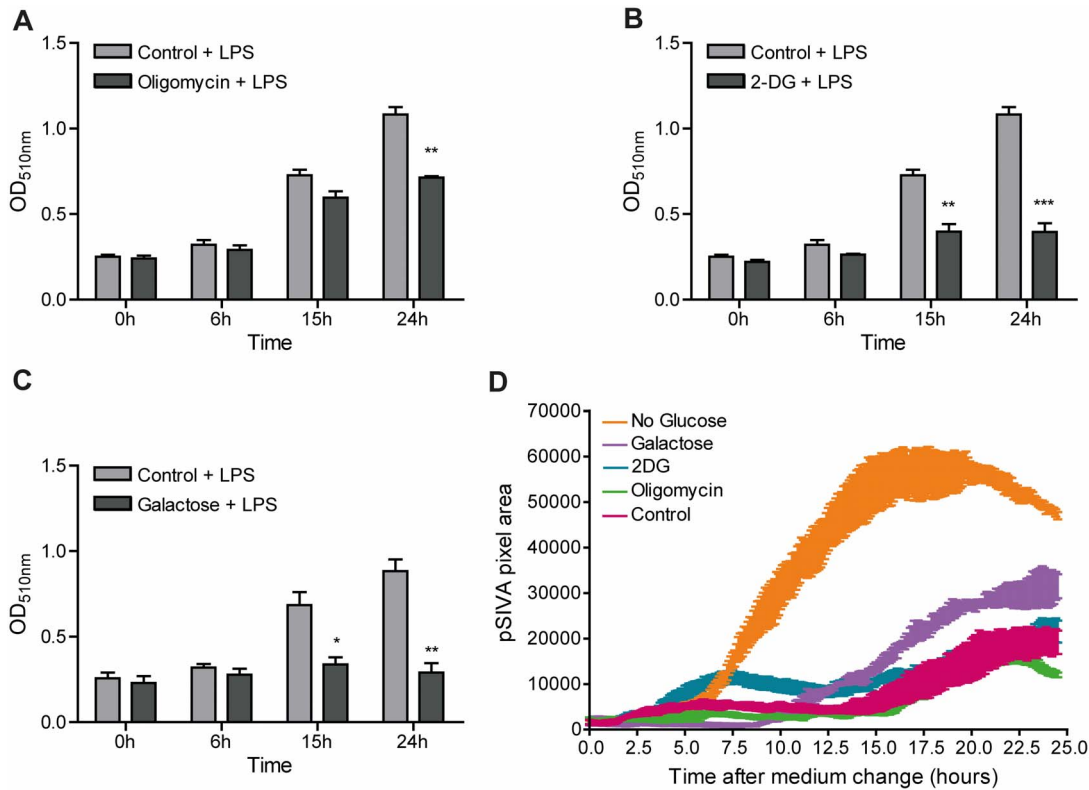 A
1.5
Control + LPS
Oligomycin + LPS
1.0
**
OD510nm
0.5
0.0
0h 6h 15h 24h
Time
B
1.5
Control + LPS
2-DG + LPS
1.0
OD510nm
0.5
** ***
0.0
0h 6h 15h 24h
Time
C
1.5
Control + LPS
Galactose + LPS
1.0
OD510nm
0.5
* **
0.0
0h 6h 15h 24h
Time
D
70000
No Glucose
Galactose
60000
2DG
Oligomycin
50000
Control
40000
pSIVA pixel area
30000
20000
10000
0
0.0 2.5 5.0 7.5 10.0 12.5 15.0 17.5 20.0 22.5 25.0
Time after medium change (hours)